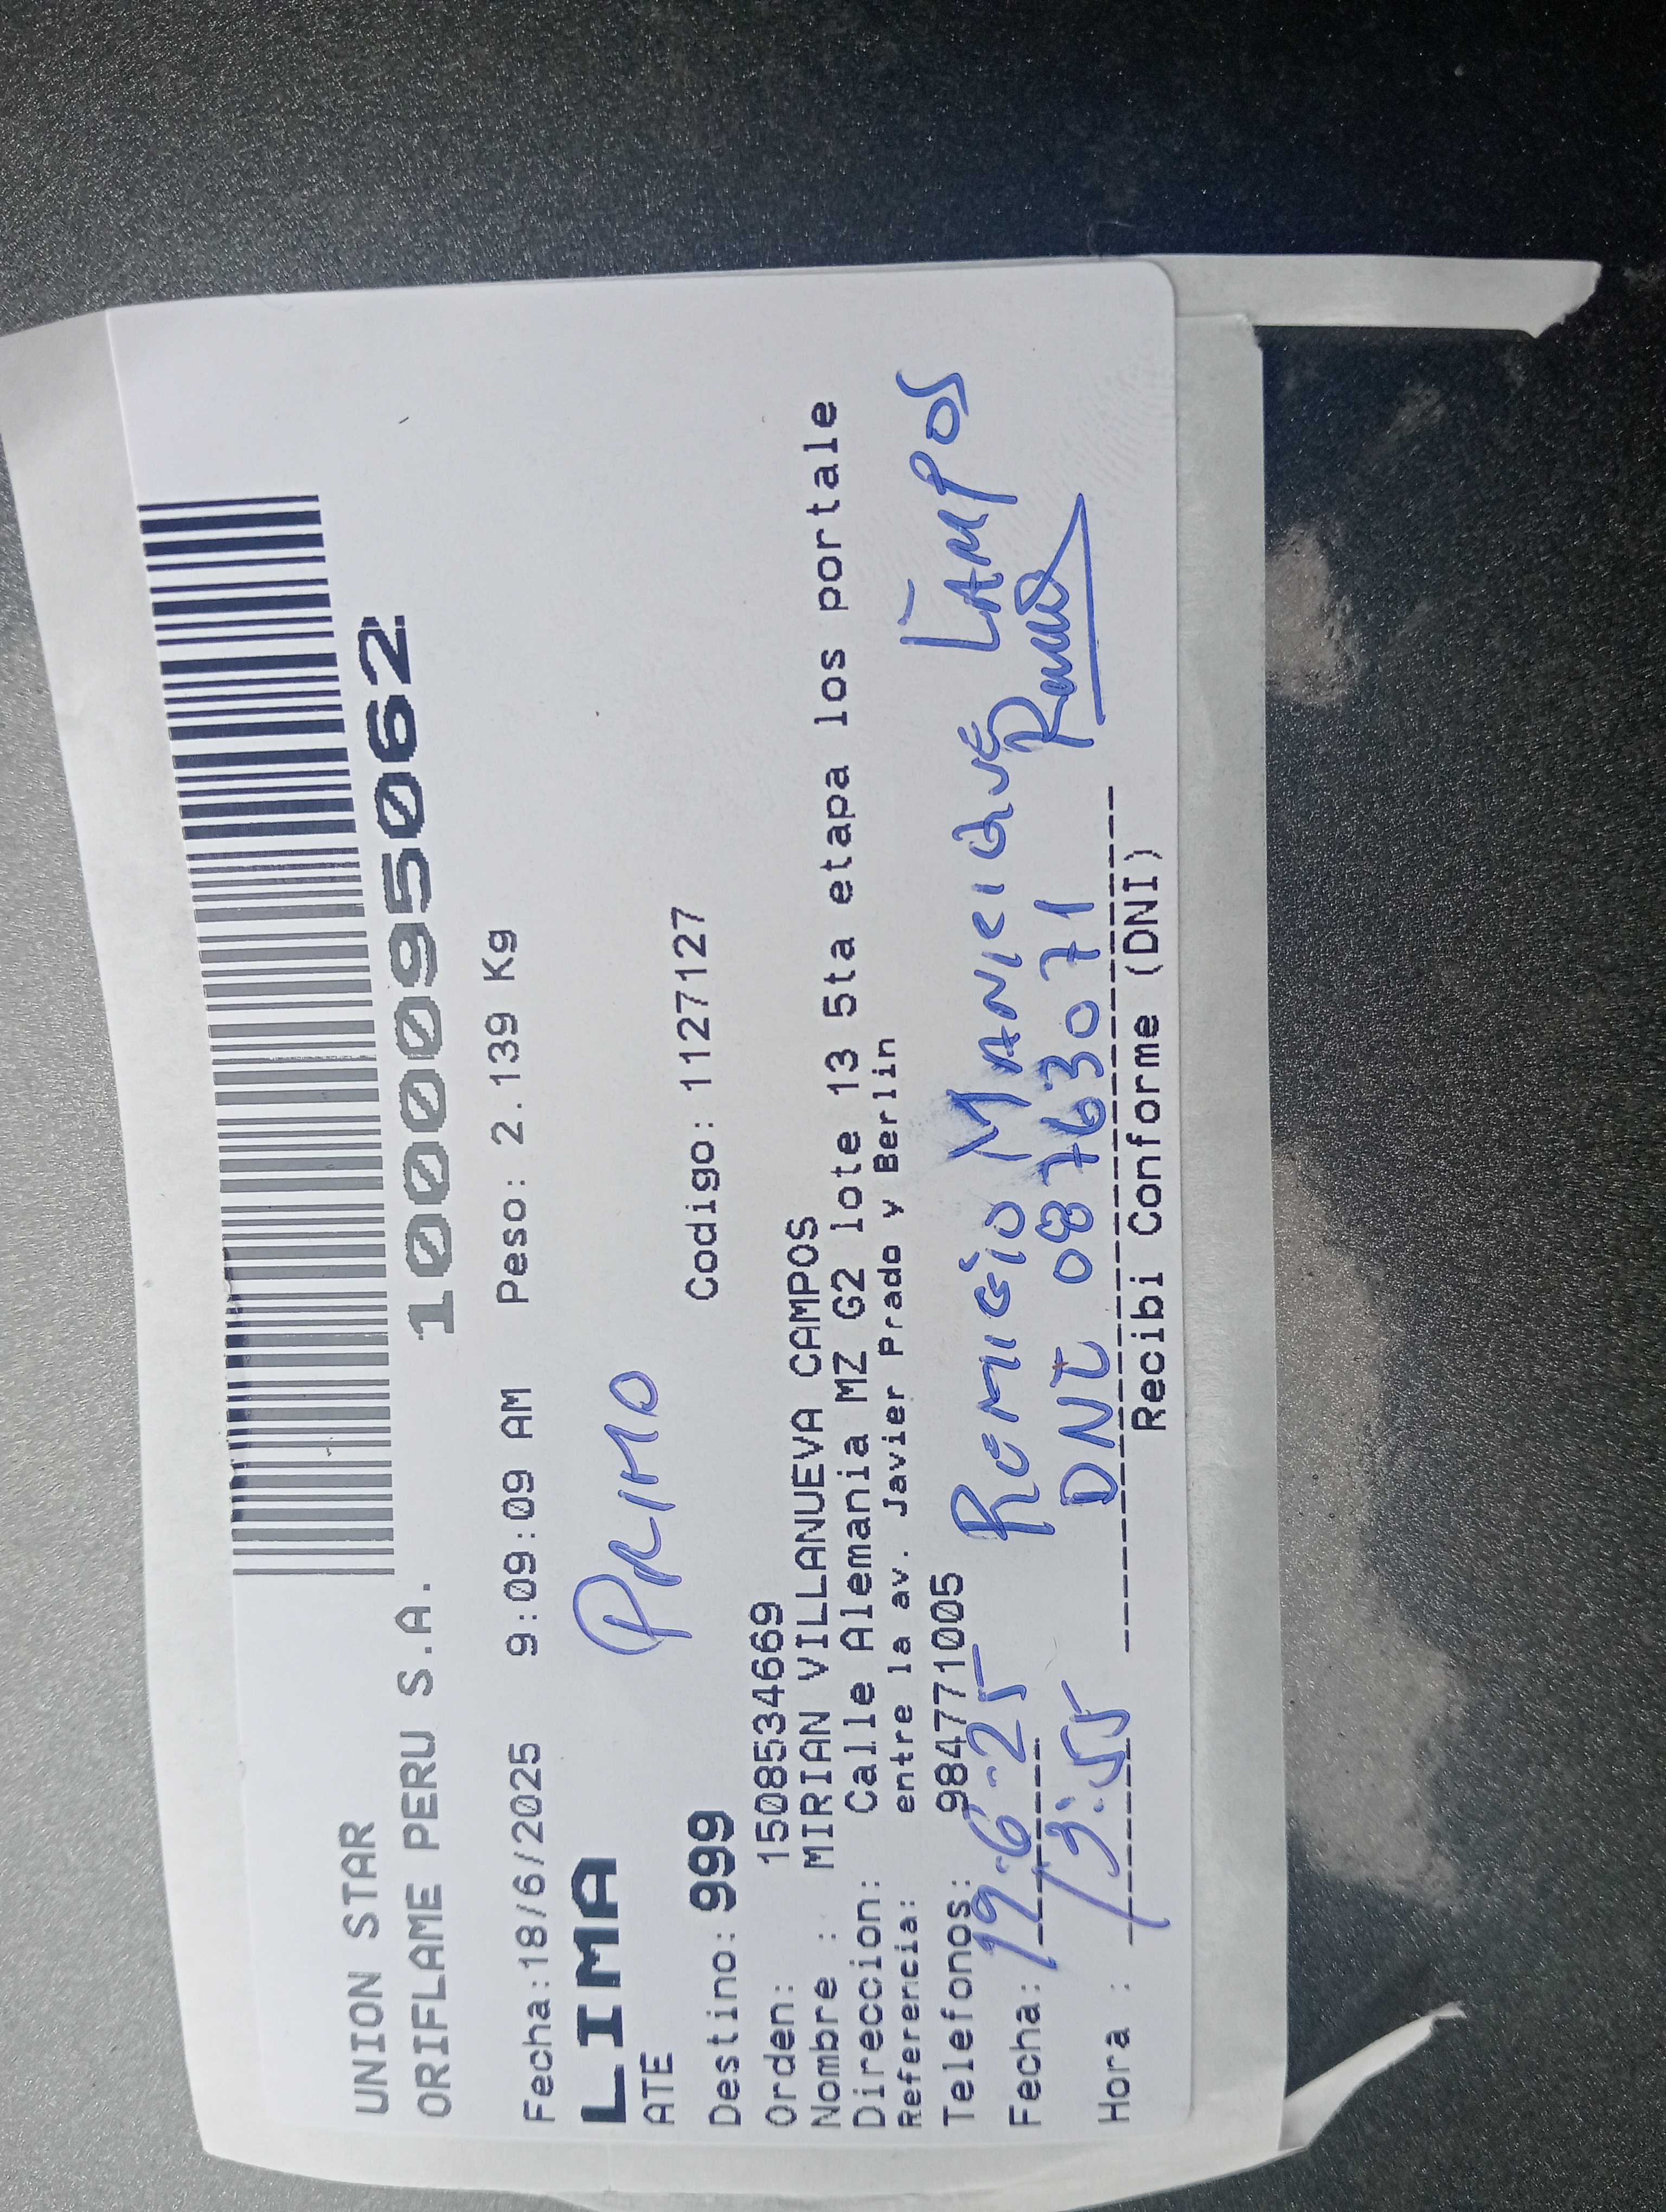 UNION STAR
ORIFLAME PERU S.A. 1000095062
Fecha:18/6/2025 9:09:09 AM Peso: 2.139 Kg
LIMA
ATE
PRIMO
Destino: 999 Codigo: 1127127
Orden: 1508534669
Nombre : MIRIAN VILLANUEVA CAMPOS
Direccion: Calle Alemania MZ G2 lote 13 5ta etapa los portale
Referencia: entre la av. Javier Prado y Berlin
Telefonos: 984771005
Fecha: 19-6-25 REMIGIO MANRIQUE CAMPOS
Hora : 13:55 DNI 08763071
Recibi Conforme (DNI)